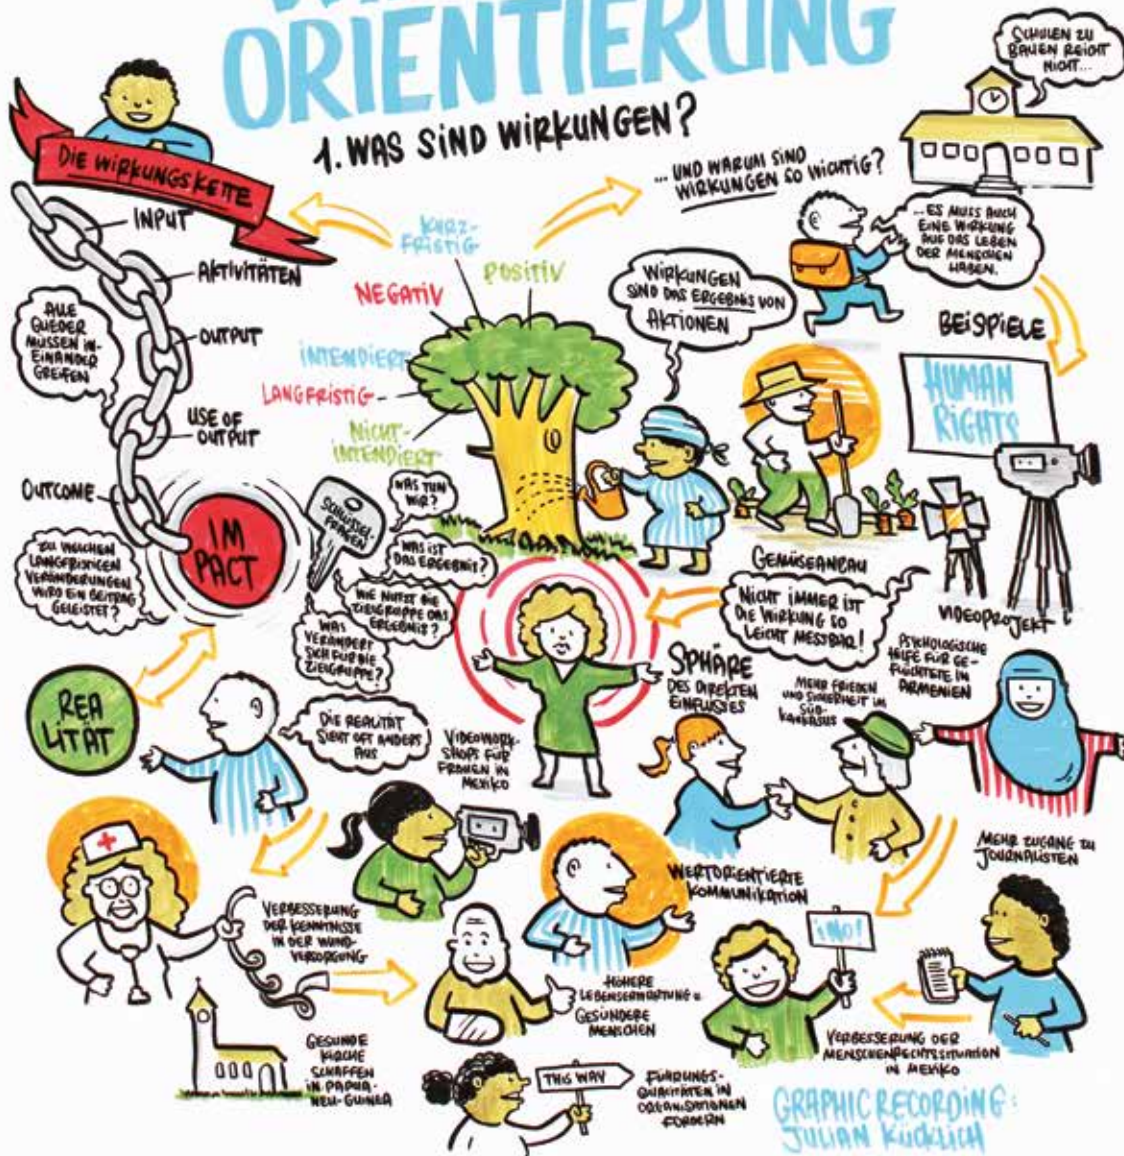 ORIENTIERUNG
1. WAS SIND WIRKUNGEN?
DIE WIRKUNGSKETTE
INPUT
AKTIVITÄTEN
OUTPUT
USE OF
OUTPUT
OUTCOME
IM
PACT
ALLE
GLIEDER
MÜSSEN IN-
EINANDER
GREIFEN
ZU WELCHEN
LANGFRISTIGEN
VERÄNDERUNGEN
WIRD EIN BEITRAG
GELEISTET?
KURZ-
FRISTIG
POSITIV
NEGATIV
INTENDIERT
LANGFRISTIG
NICHT-
INTENDIERT
SCHLÜSSEL-
FRAGEN
WAS TUN
WIR?
WAS IST
DAS ERGEBNIS?
WIE NUTZT DIE
ZIELGRUPPE DAS
ERGEBNIS?
WAS
VERÄNDERT
SICH FÜR DIE
ZIELGRUPPE?
... UND WARUM SIND
WIRKUNGEN SO WICHTIG?
SCHULEN ZU
BAUEN REICHT
NICHT...
...ES MUSS AUCH
EINE WIRKUNG
AUF DAS LEBEN
DER MENSCHEN
HABEN.
WIRKUNGEN
SIND DAS ERGEBNIS VON
AKTIONEN
BEISPIELE
HUMAN
RIGHTS
GEMÜSEANBAU
VIDEOPROJEKT
NICHT IMMER IST
DIE WIRKUNG SO
LEICHT MESSBAR!
SPHÄRE
DES DIREKTEN
EINFLUSSES
MEHR FRIEDEN
UND SICHERHEIT IM
SÜD-
KAUKASUS
PSYCHOLOGISCHE
HILFE FÜR GE-
FLÜCHTETE IN
ARMENIEN
REA
LITÄT
DIE REALITÄT
SIEHT OFT ANDERS
AUS
VIDEOWORK-
SHOPS FÜR
FRAUEN IN
MEXIKO
MEHR ZUGANG ZU
JOURNALISTEN
WERTORIENTIERTE
KOMMUNIKATION
VERBESSERUNG
DER KENNTNISSE
IN DER WUND-
VERSORGUNG
HÖHERE
LEBENSERWARTUNG =
GESÜNDERE
MENSCHEN
¡NO!
VERBESSERUNG DER
MENSCHENRECHTSSITUATION
IN MEXIKO
GESUNDE
KIRCHE
SCHAFFEN
IN PAPUA-
NEU-GUINEA
THIS WAY
FÜHRUNGS-
QUALITÄTEN IN
ORGANISATIONEN
FÖRDERN
GRAPHIC RECORDING:
JULIAN KÜCKLICH